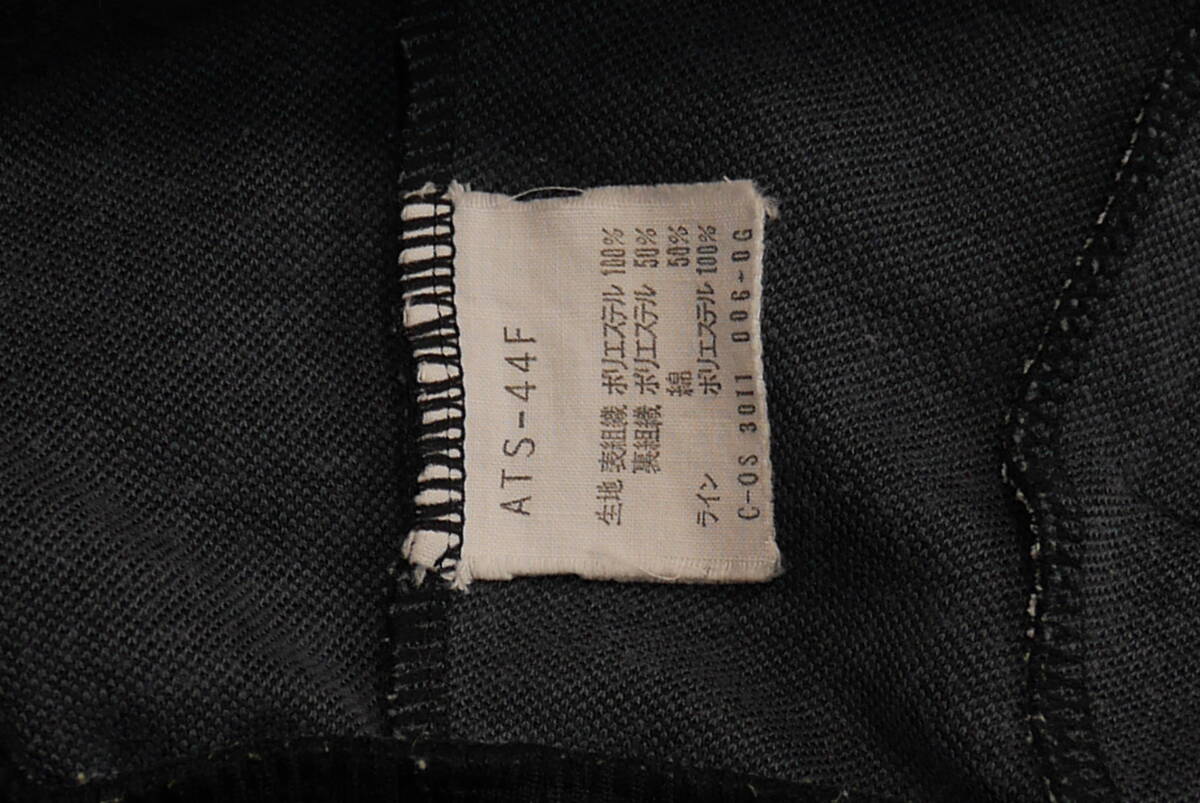 ATS-44F
生地 表組織 ポリエステル 100%
裏組織 ポリエステル 50%
綿 50%
ライン ポリエステル 100%
C-OS 3011 006-0G